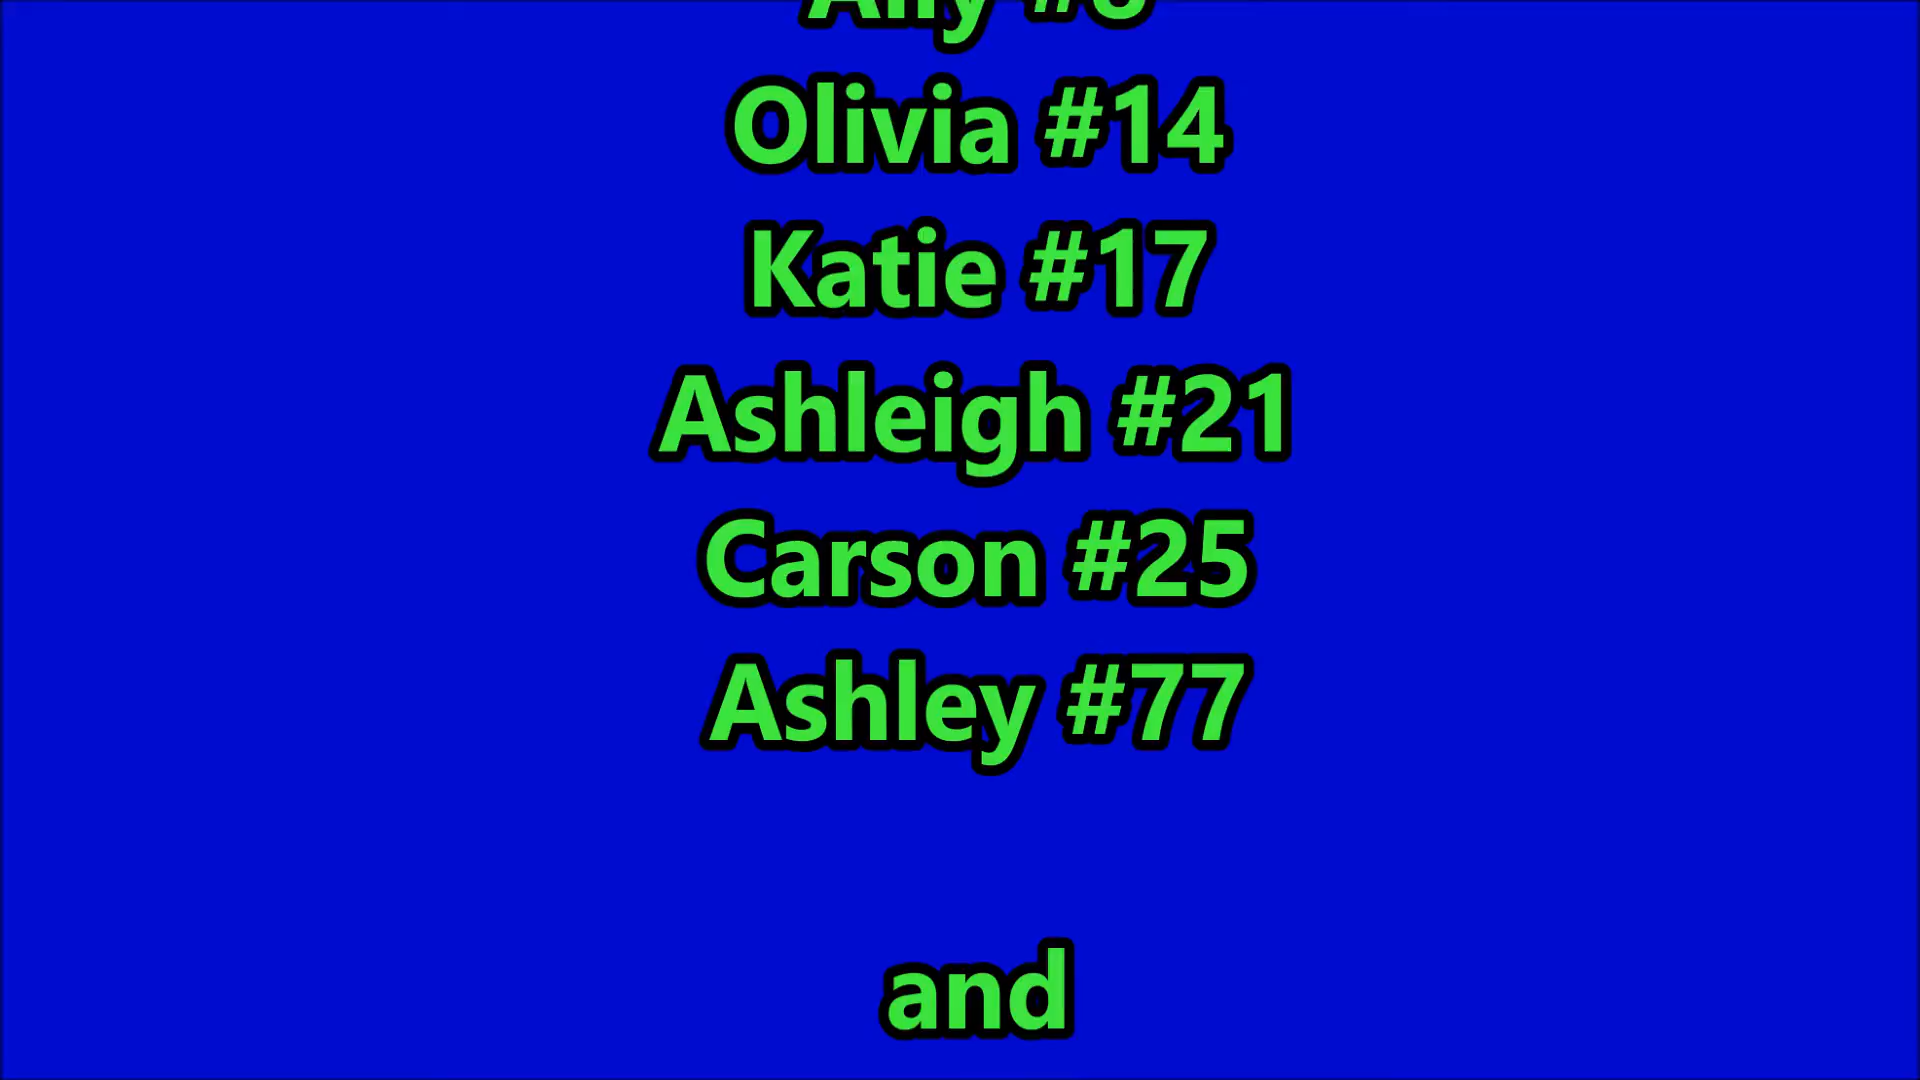 Olivia #14
Katie #17
Ashleigh #21
Carson #25
Ashley #77
and